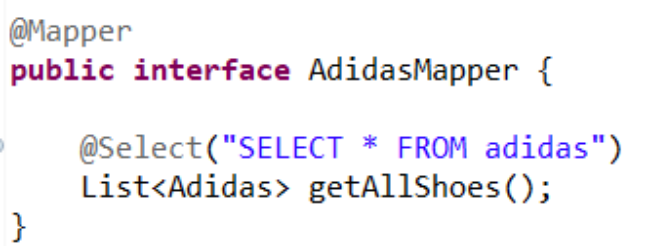 @Mapper
public interface AdidasMapper {
@Select("SELECT * FROM adidas")
List<Adidas> getAllShoes();
}